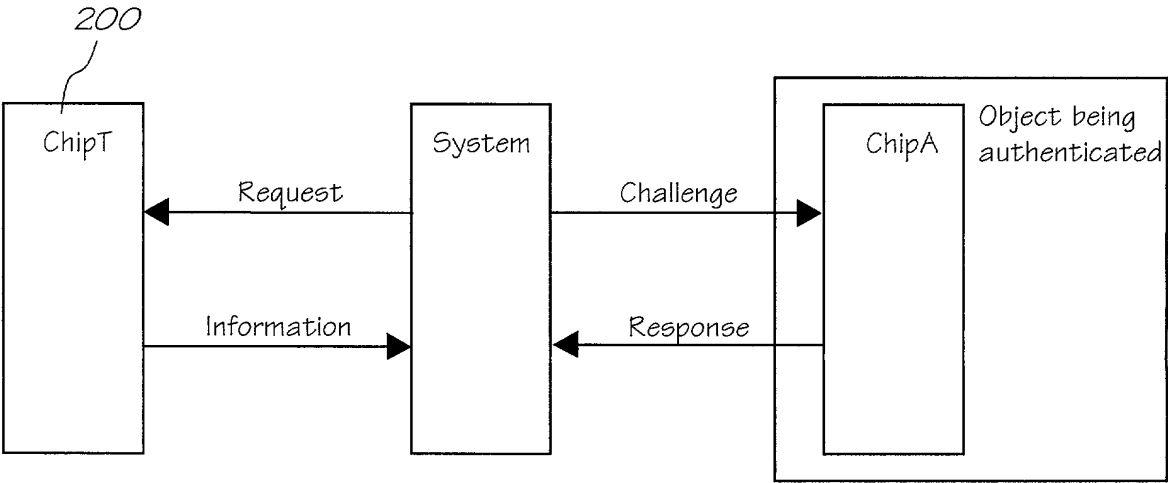 200
ChipT
System
ChipA
Object being
authenticated
Request
Challenge
Information
Response